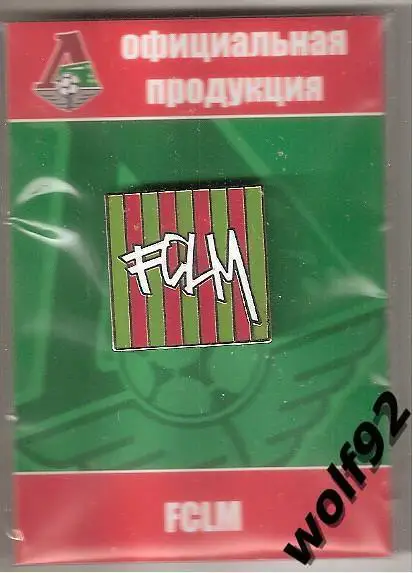 официальная
продукция
FCLM
FCLM
wolf92